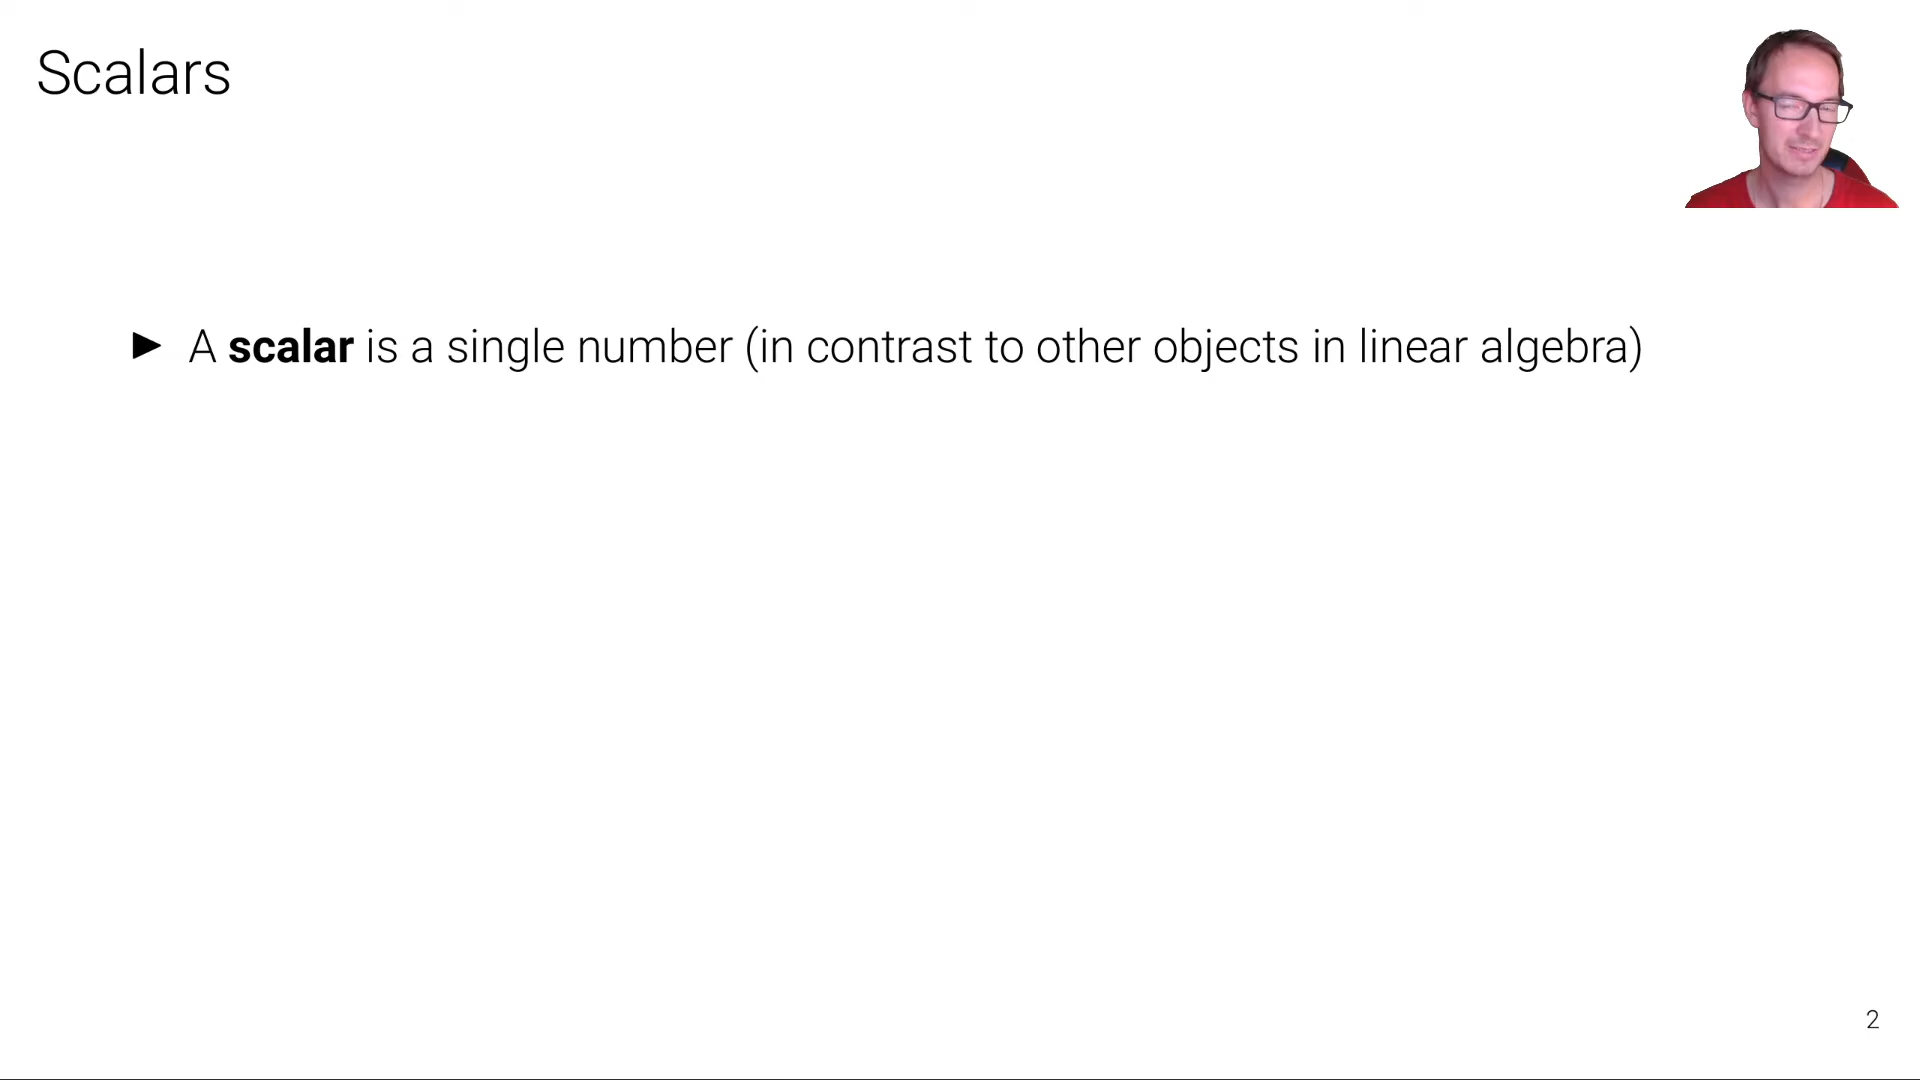 Scalars
► A scalar is a single number (in contrast to other objects in linear algebra)
2